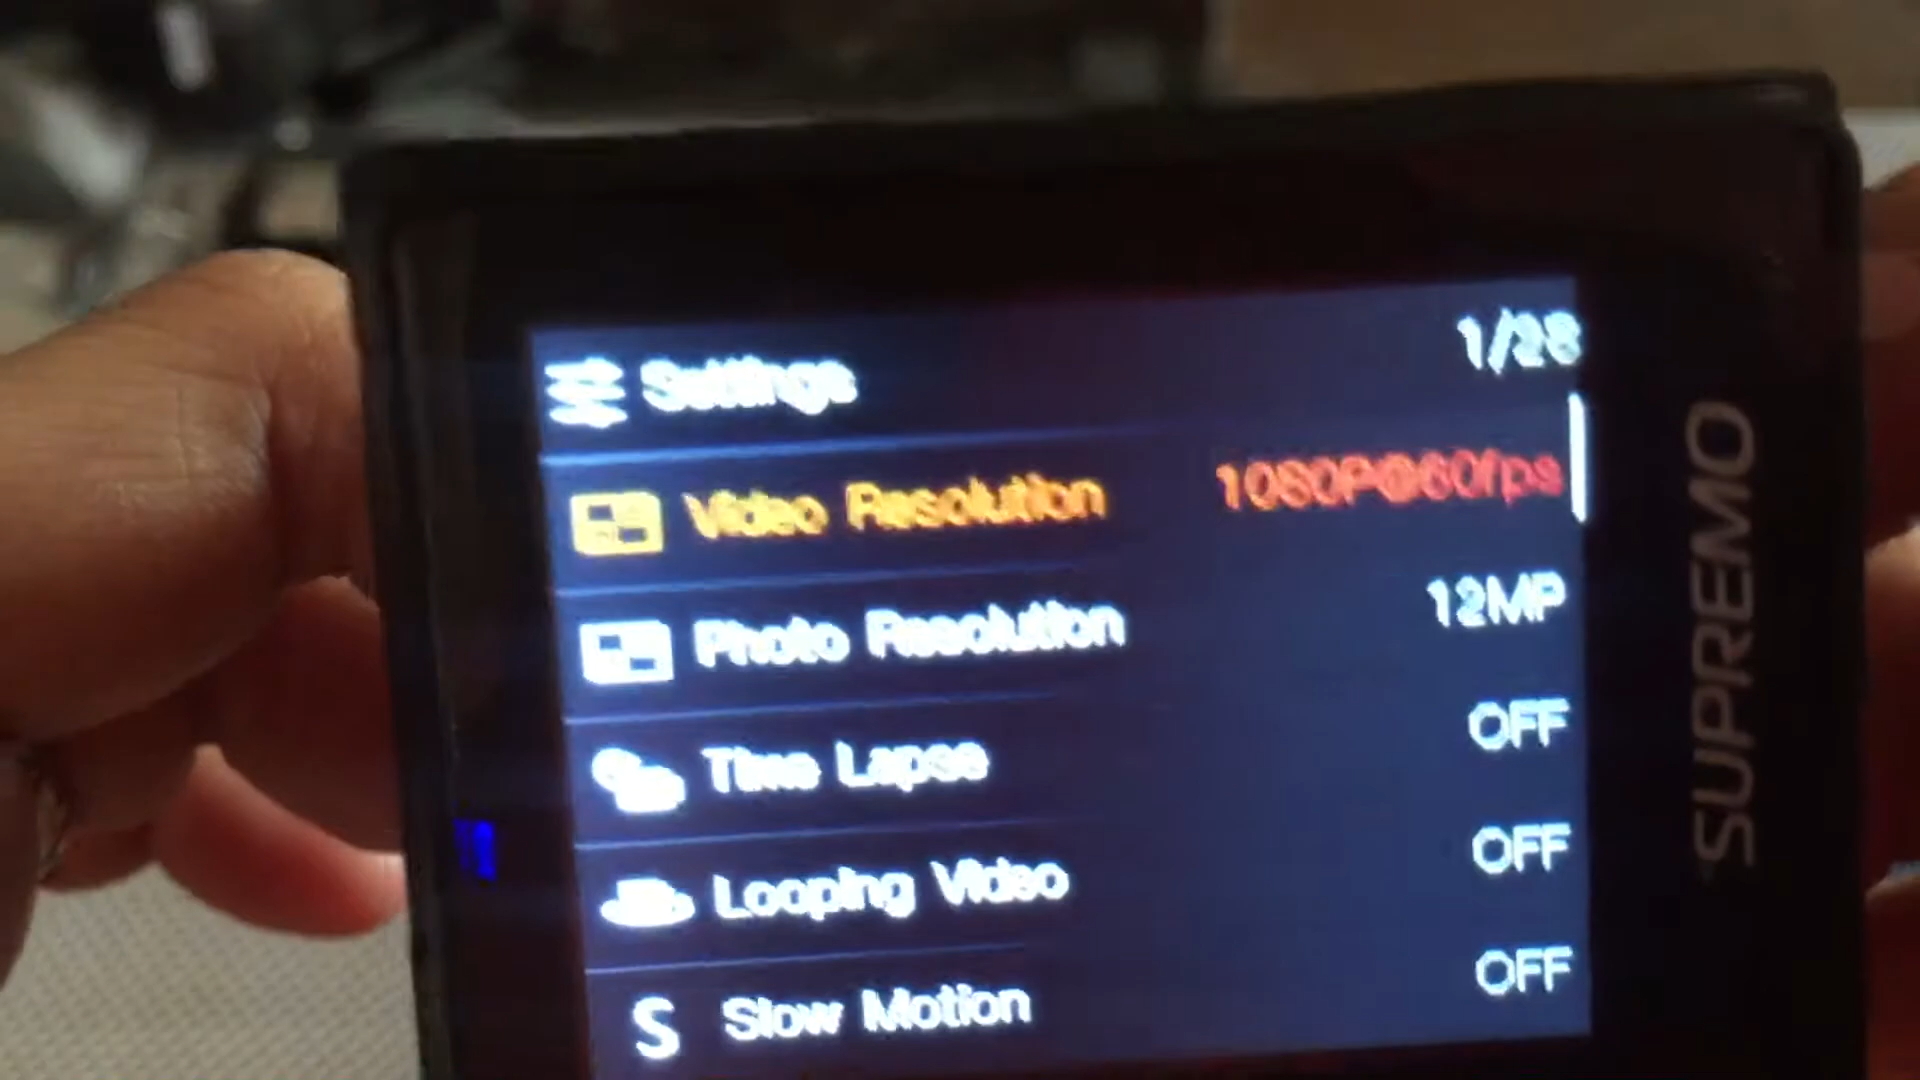 Settings 1/28
Video Resolution 1080P@60fps
Photo Resolution 12MP
Time Lapse OFF
Looping Video OFF
Slow Motion OFF
SUPREMO